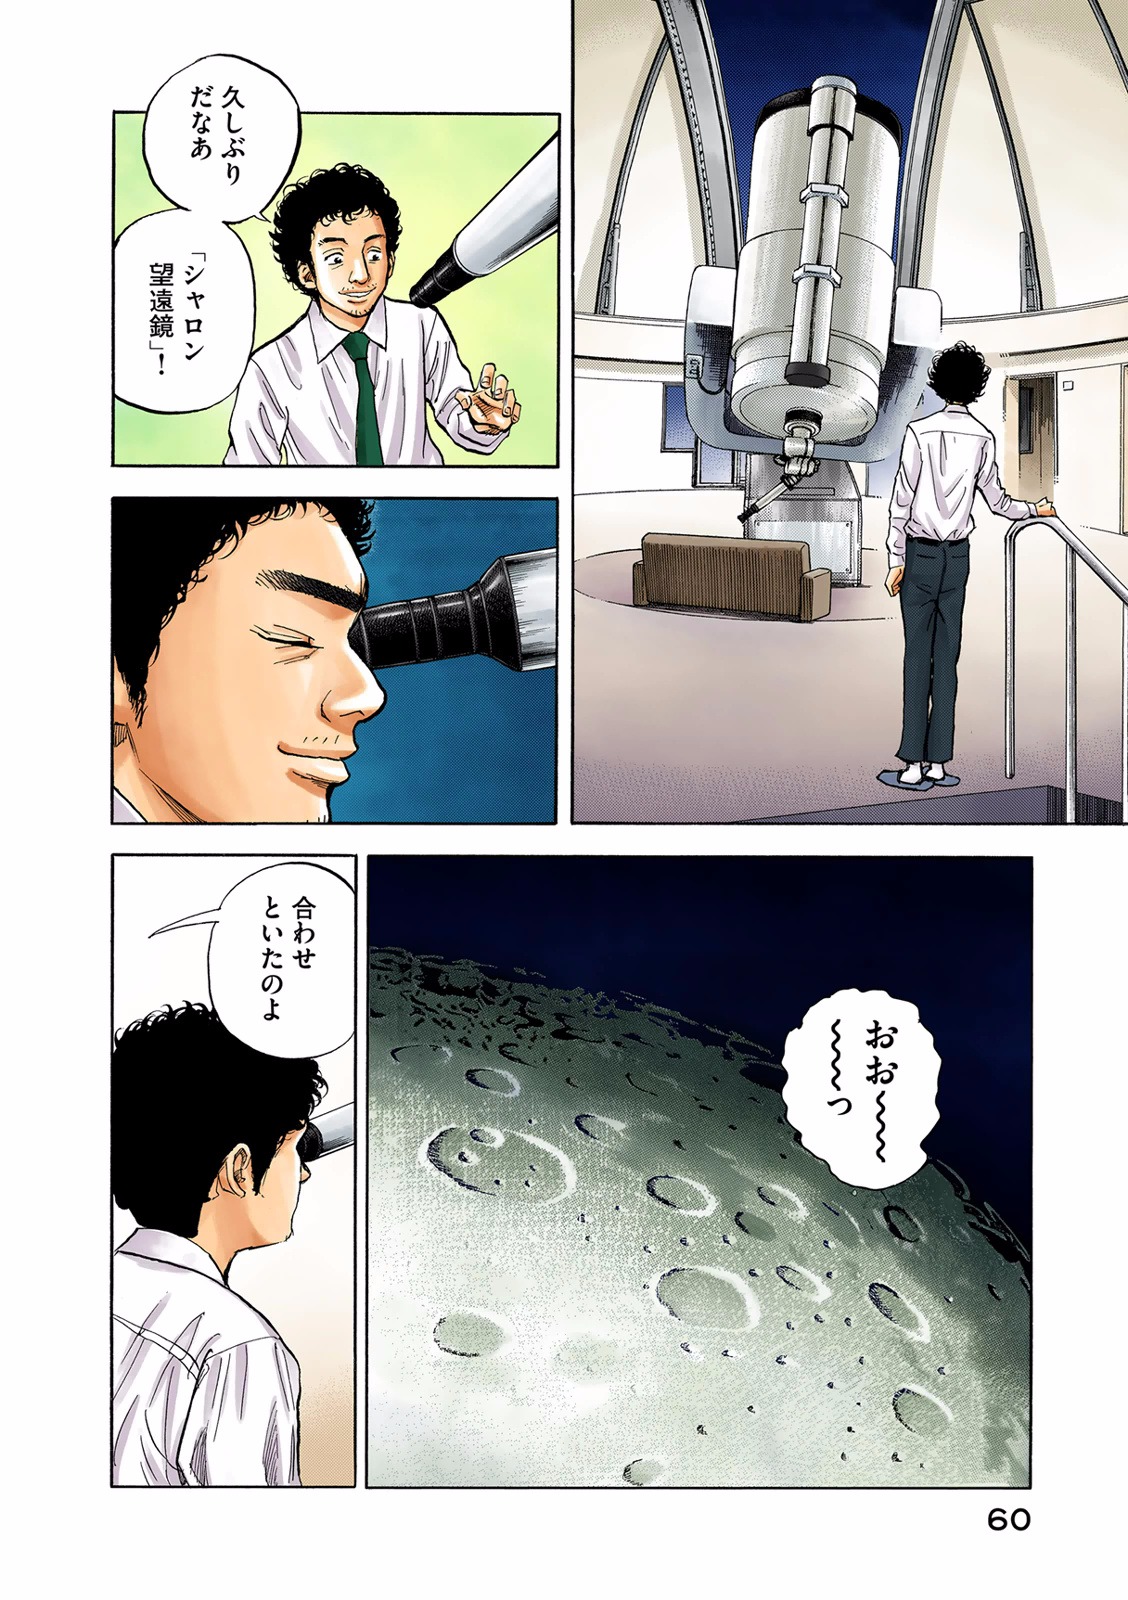 久しぶり
だなあ
「シャロン
望遠鏡」!
おお〜〜
〜〜っ
合わせ
といたのよ
60